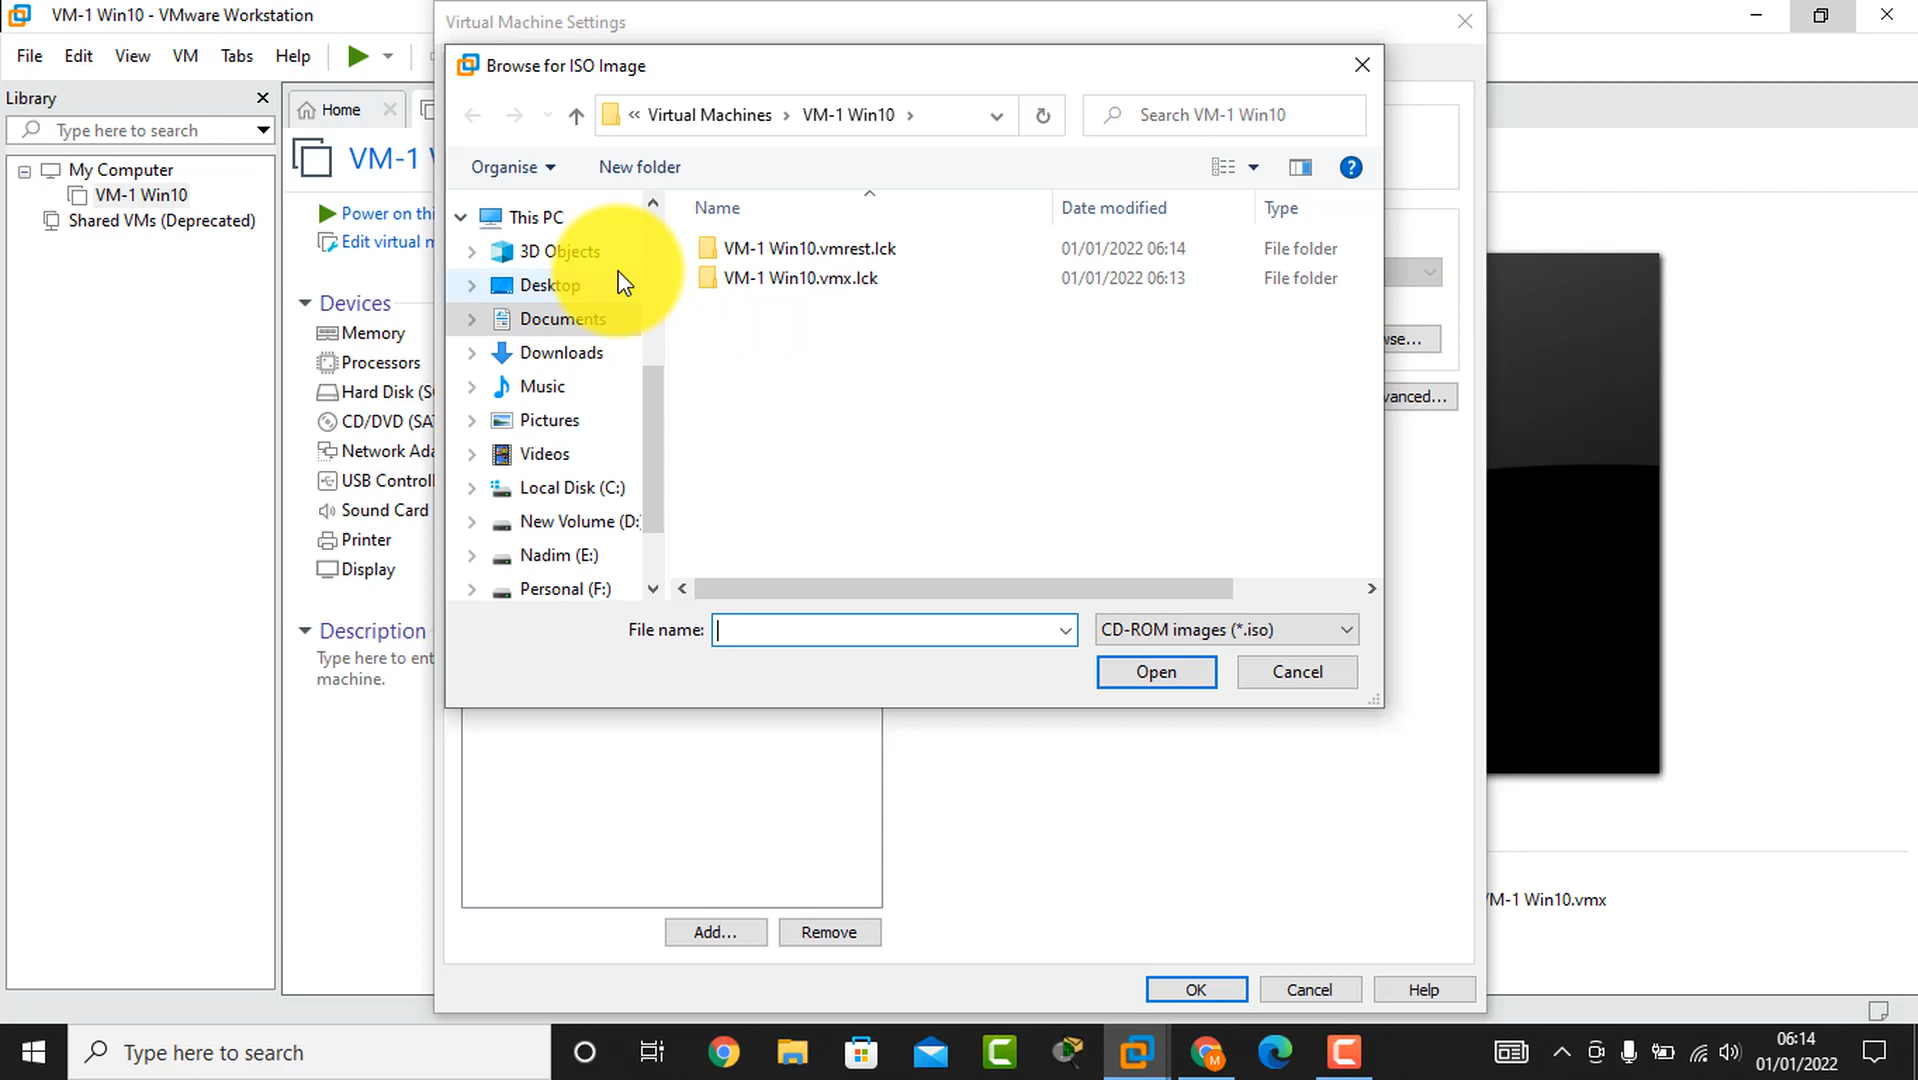 VM-1 Win10 - VMware Workstation
File Edit View VM Tabs Help
Library
Type here to search
My Computer
VM-1 Win10
Shared VMs (Deprecated)
Home
VM-1
Power on thi
Edit virtual m
Devices
Memory
Processors
Hard Disk (S
CD/DVD (SA
Network Ada
USB Control
Sound Card
Printer
Display
Description
Type here to ent
machine.
Virtual Machine Settings
Browse for ISO Image
« Virtual Machines › VM-1 Win10 ›
Search VM-1 Win10
Organise
New folder
This PC
3D Objects
Desktop
Documents
Downloads
Music
Pictures
Videos
Local Disk (C:)
New Volume (D:
Nadim (E:)
Personal (F:)
Name Date modified Type
VM-1 Win10.vmrest.lck 01/01/2022 06:14 File folder
VM-1 Win10.vmx.lck 01/01/2022 06:13 File folder
File name:
CD-ROM images (*.iso)
Open Cancel
wse...
vanced...
Add... Remove
OK Cancel Help
VM-1 Win10.vmx
Type here to search
M
06:14
01/01/2022